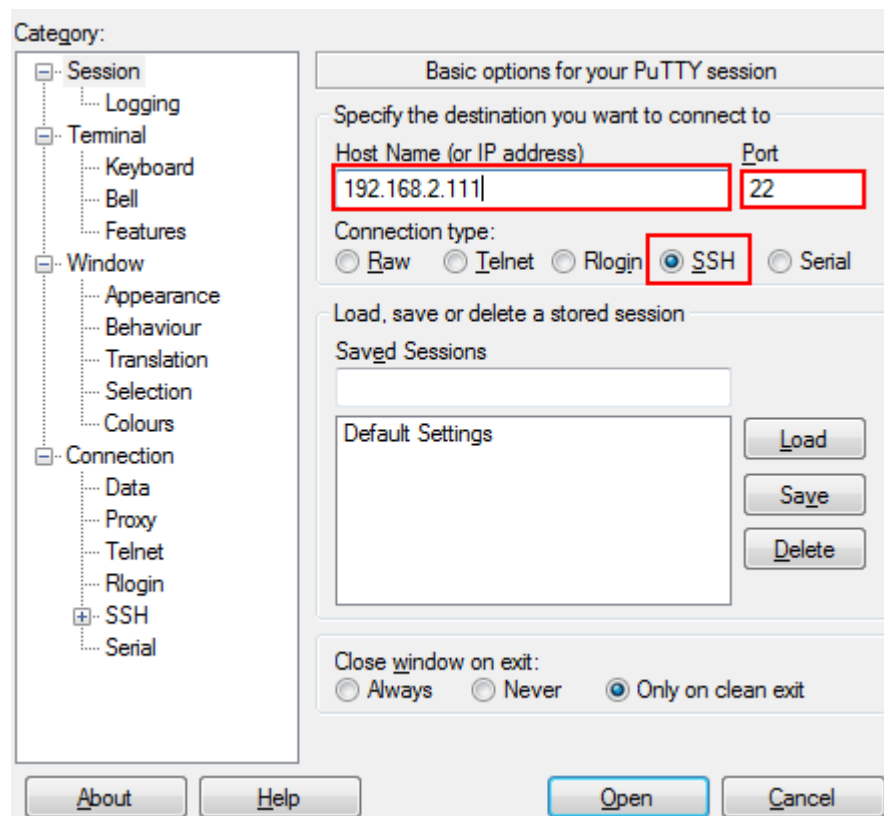 Category:
Session
Logging
Terminal
Keyboard
Bell
Features
Window
Appearance
Behaviour
Translation
Selection
Colours
Connection
Data
Proxy
Telnet
Rlogin
SSH
Serial
Basic options for your PuTTY session
Specify the destination you want to connect to
Host Name (or IP address) Port
192.168.2.111 22
Connection type:
Raw Telnet Rlogin SSH Serial
Load, save or delete a stored session
Saved Sessions
Default Settings
Load
Save
Delete
Close window on exit:
Always Never Only on clean exit
About Help Open Cancel